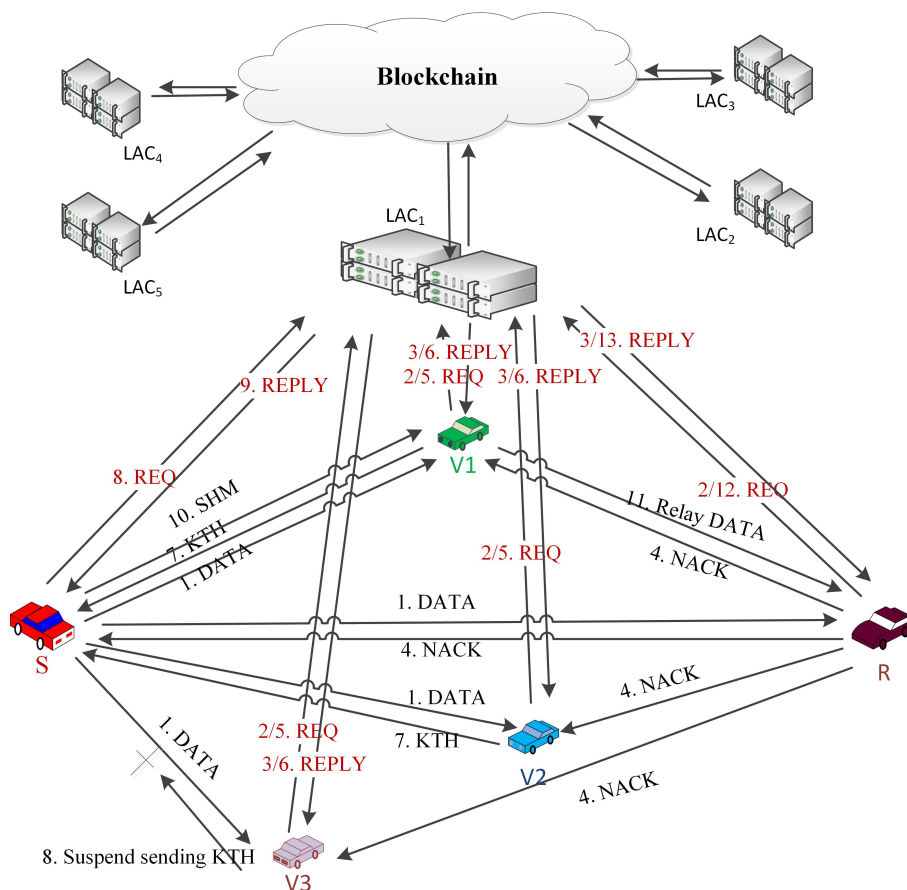 Blockchain
LAC3
LAC4
LAC1
LAC2
LAC5
3/13. REPLY
3/6. REPLY
2/5. REQ
3/6. REPLY
9. REPLY
V1
8. REQ
10. SHM
2/12. REQ
11. Relay DATA
7. KTH
2/5. REQ
4. NACK
1. DATA
1. DATA
S
4. NACK
R
4. NACK
1. DATA
1. DATA
2/5. REQ
7. KTH
3/6. REPLY
V2
4. NACK
8. Suspend sending KTH
V3